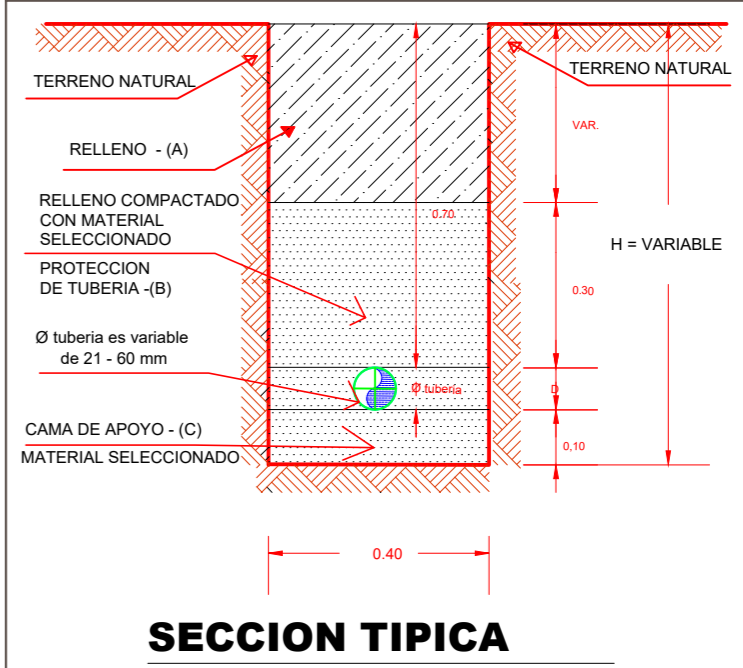 TERRENO NATURAL
TERRENO NATURAL
RELLENO - (A)
VAR.
RELLENO COMPACTADO
CON MATERIAL
SELECCIONADO
0.70
H = VARIABLE
PROTECCION
DE TUBERIA -(B)
0.30
Ø tuberia es variable
de 21 - 60 mm
Ø tubería
D
CAMA DE APOYO - (C)
MATERIAL SELECCIONADO
0,10
0.40
SECCION TIPICA